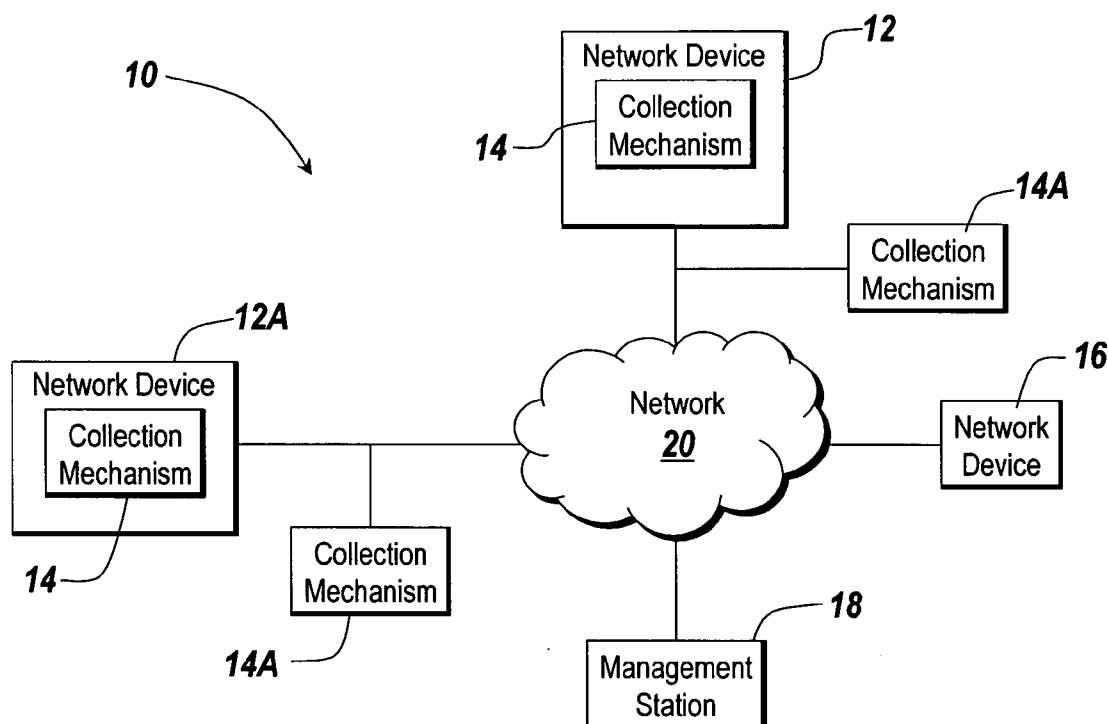 12
Network Device
10
Collection
Mechanism
14
14A
Collection
Mechanism
12A
Network Device
Collection
Mechanism
14
Network
20
16
Network
Device
Collection
Mechanism
14A
18
Management
Station